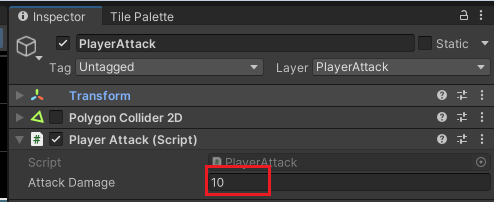 Inspector Tile Palette
PlayerAttack Static
Tag Untagged Layer PlayerAttack
Transform
Polygon Collider 2D
# Player Attack (Script)
Script # PlayerAttack
Attack Damage 10